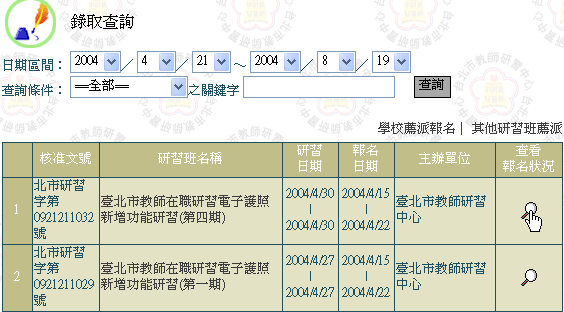 錄取查詢
日期區間： 2004 ／ 4 ／ 21 ～ 2004 ／ 8 ／ 19
查詢條件： ==全部== 之關鍵字 查詢
學校薦派報名｜ 其他研習班薦派
核准文號 研習班名稱 研習日期 報名日期 主辦單位 查看報名狀況
1 北市研習字第0921211032號 臺北市教師在職研習電子護照新增功能研習(第四期) 2004/4/30 | 2004/4/30 2004/4/15 | 2004/4/22 臺北市教師研習中心
2 北市研習字第0921211029號 臺北市教師在職研習電子護照新增功能研習(第一期) 2004/4/27 | 2004/4/27 2004/4/15 | 2004/4/22 臺北市教師研習中心